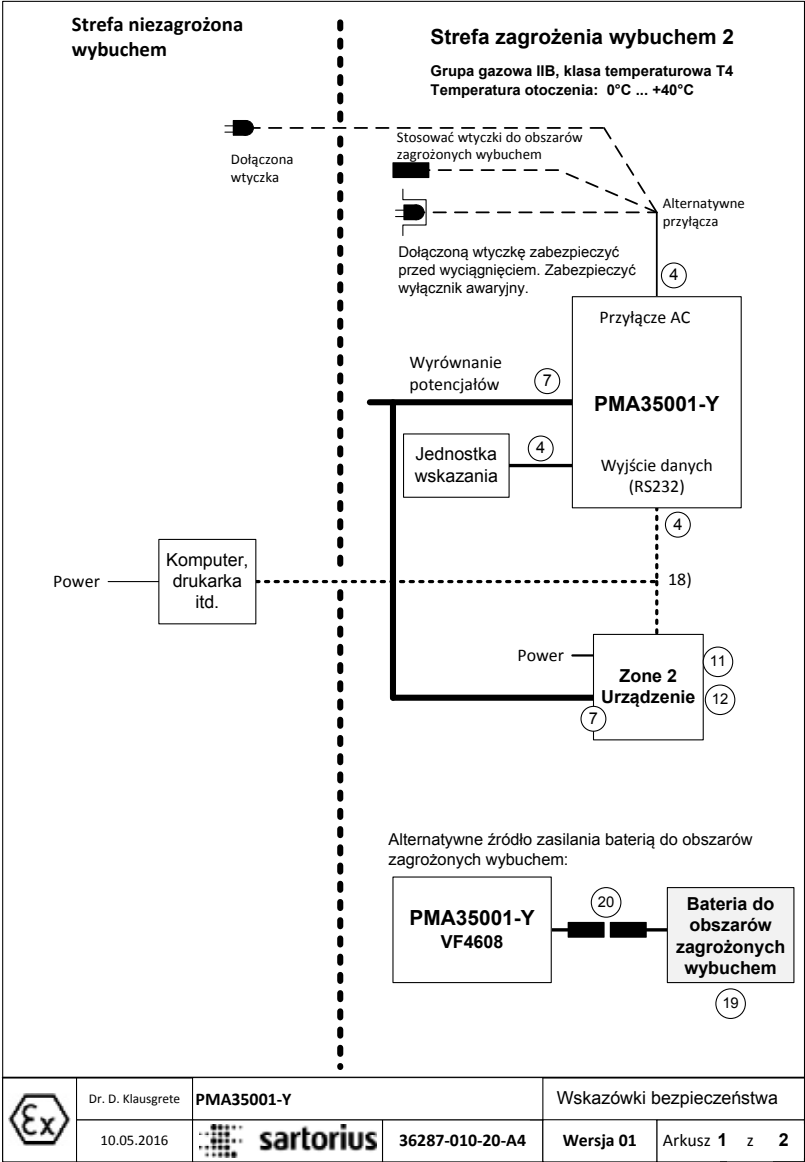 Strefa niezagrożona
wybuchem
Strefa zagrożenia wybuchem 2
Grupa gazowa IIB, klasa temperaturowa T4
Temperatura otoczenia: 0°C ... +40°C
Dołączona
wtyczka
Stosować wtyczki do obszarów
zagrożonych wybuchem
Alternatywne
przyłącza
Dołączoną wtyczkę zabezpieczyć
przed wyciągnięciem. Zabezpieczyć
wyłącznik awaryjny.
4
Przyłącze AC
Wyrównanie
potencjałów
7
PMA35001-Y
Jednostka
wskazania
4
Wyjście danych
(RS232)
4
Power
Komputer,
drukarka
itd.
18)
Power
Zone 2
Urządzenie
11
12
7
Alternatywne źródło zasilania baterią do obszarów
zagrożonych wybuchem:
PMA35001-Y
VF4608
20
Bateria do
obszarów
zagrożonych
wybuchem
19
Ex
Dr. D. Klausgrete
PMA35001-Y
Wskazówki bezpieczeństwa
10.05.2016
sartorius
36287-010-20-A4
Wersja 01
Arkusz 1 z 2